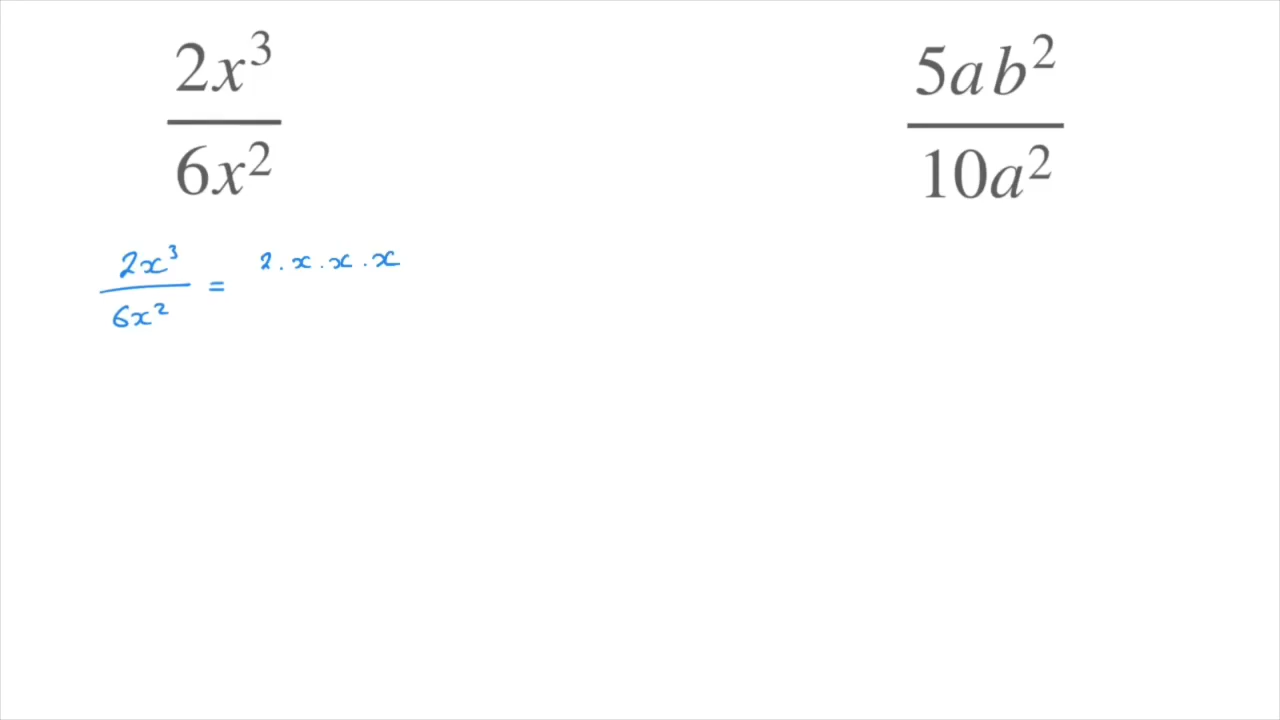 2x³
6x²
5ab²
10a²
2x³ = 2 . x . x . x
6x²